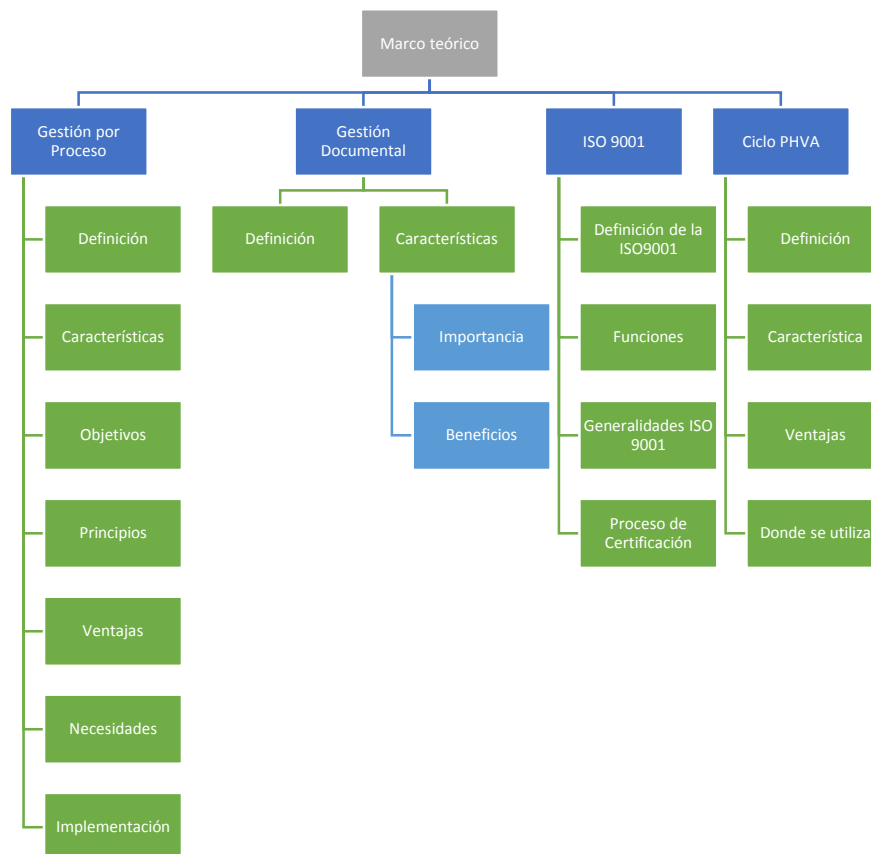 Marco teórico
Gestión por
Proceso
Definición
Características
Objetivos
Principios
Ventajas
Necesidades
Implementación
Gestión
Documental
Definición
Características
Importancia
Beneficios
ISO 9001
Definición de la
ISO9001
Funciones
Generalidades ISO
9001
Proceso de
Certificación
Ciclo PHVA
Definición
Característica
Ventajas
Donde se utiliza